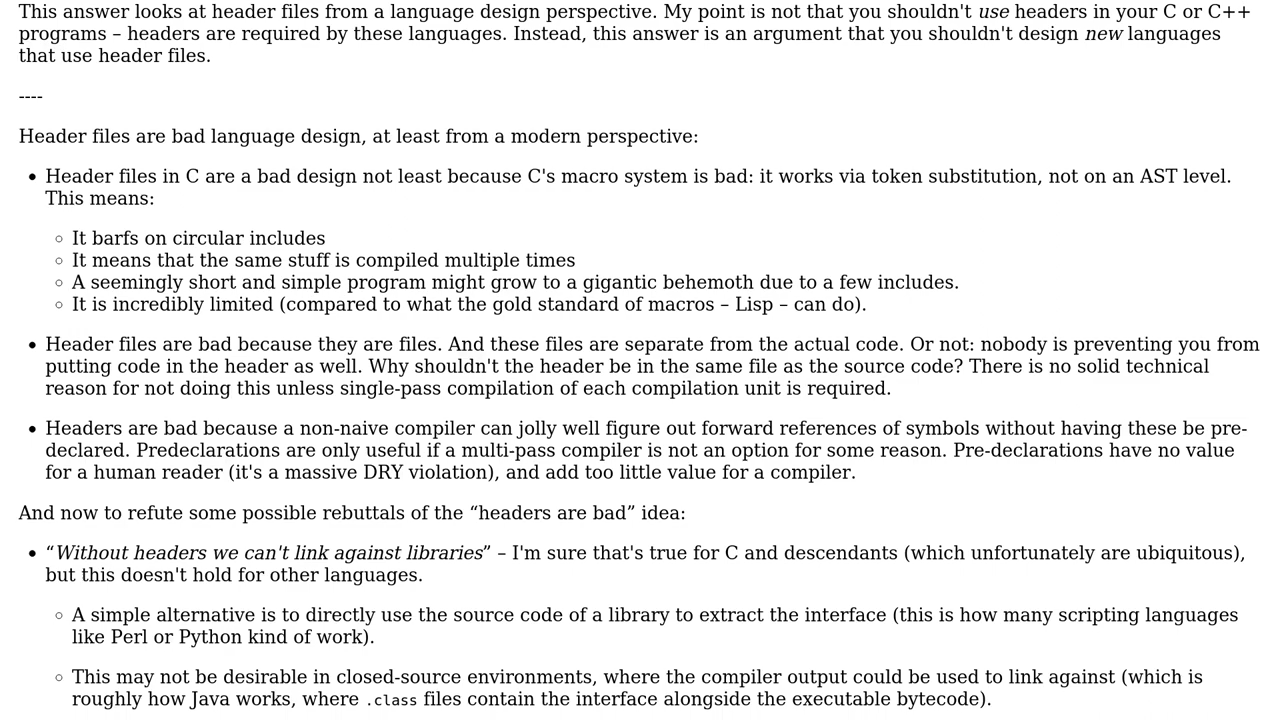 This answer looks at header files from a language design perspective. My point is not that you shouldn't use headers in your C or C++
programs – headers are required by these languages. Instead, this answer is an argument that you shouldn't design new languages
that use header files.
----
Header files are bad language design, at least from a modern perspective:
• Header files in C are a bad design not least because C's macro system is bad: it works via token substitution, not on an AST level.
This means:
◦ It barfs on circular includes
◦ It means that the same stuff is compiled multiple times
◦ A seemingly short and simple program might grow to a gigantic behemoth due to a few includes.
◦ It is incredibly limited (compared to what the gold standard of macros – Lisp – can do).
• Header files are bad because they are files. And these files are separate from the actual code. Or not: nobody is preventing you from
putting code in the header as well. Why shouldn't the header be in the same file as the source code? There is no solid technical
reason for not doing this unless single-pass compilation of each compilation unit is required.
• Headers are bad because a non-naive compiler can jolly well figure out forward references of symbols without having these be pre-
declared. Predeclarations are only useful if a multi-pass compiler is not an option for some reason. Pre-declarations have no value
for a human reader (it's a massive DRY violation), and add too little value for a compiler.
And now to refute some possible rebuttals of the “headers are bad” idea:
• “Without headers we can't link against libraries” – I'm sure that's true for C and descendants (which unfortunately are ubiquitous),
but this doesn't hold for other languages.
◦ A simple alternative is to directly use the source code of a library to extract the interface (this is how many scripting languages
like Perl or Python kind of work).
◦ This may not be desirable in closed-source environments, where the compiler output could be used to link against (which is
roughly how Java works, where .class files contain the interface alongside the executable bytecode).